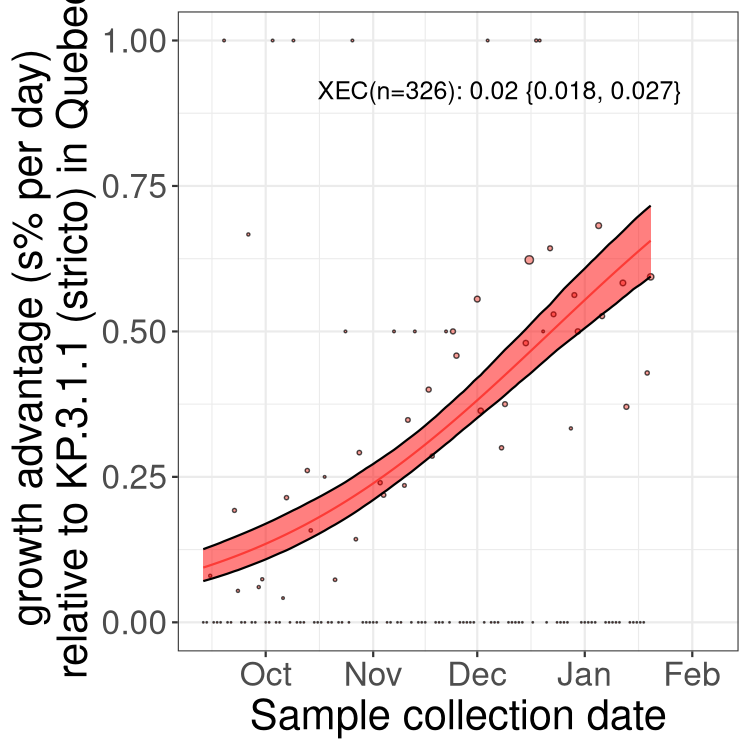 growth advantage (s% per day)
relative to KP.3.1.1 (stricto) in Quebec
1.00
0.75
0.50
0.25
0.00
XEC(n=326): 0.02 {0.018, 0.027}
Oct Nov Dec Jan Feb
Sample collection date